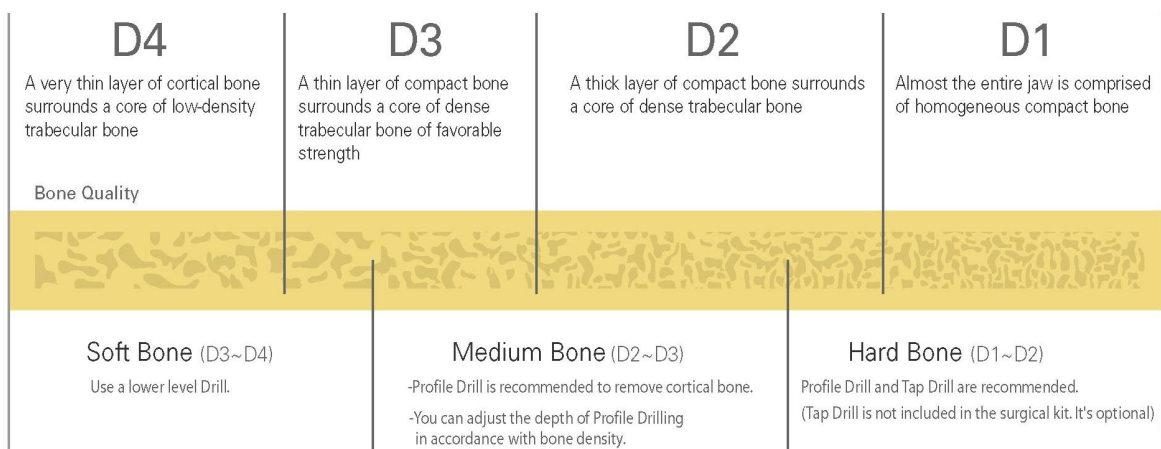 D4
A very thin layer of cortical bone
surrounds a core of low-density
trabecular bone
D3
A thin layer of compact bone
surrounds a core of dense
trabecular bone of favorable
strength
D2
A thick layer of compact bone surrounds
a core of dense trabecular bone
D1
Almost the entire jaw is comprised
of homogeneous compact bone
Bone Quality
Soft Bone (D3~D4)
Use a lower level Drill.
Medium Bone (D2~D3)
-Profile Drill is recommended to remove cortical bone.
-You can adjust the depth of Profile Drilling
in accordance with bone density.
Hard Bone (D1~D2)
Profile Drill and Tap Drill are recommended.
(Tap Drill is not included in the surgical kit. It's optional)